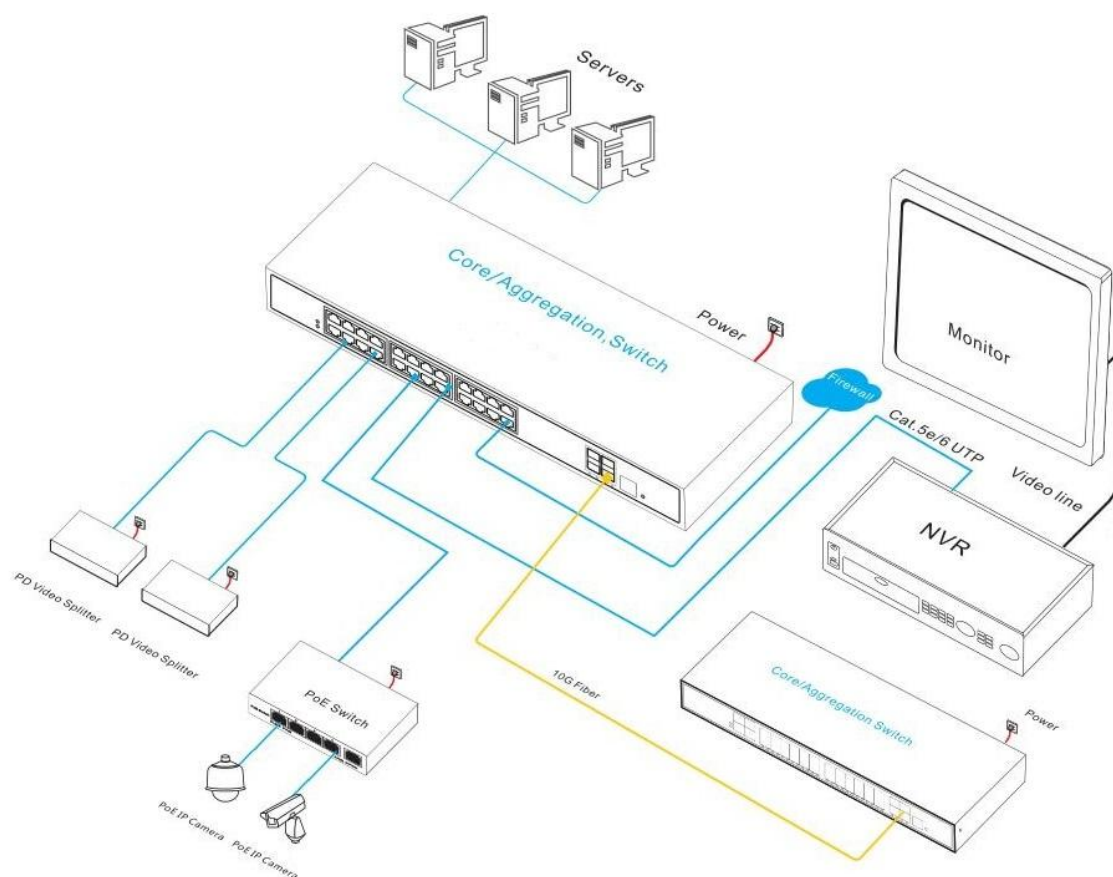 Servers
Core/Aggregation,Switch
Power
Monitor
Firewall
Cat.5e/6 UTP
Video line
NVR
PD Video Splitter
PD Video Splitter
PoE Switch
10G Fiber
Core/Aggregation Switch
Power
PoE IP Camera
PoE IP Camera